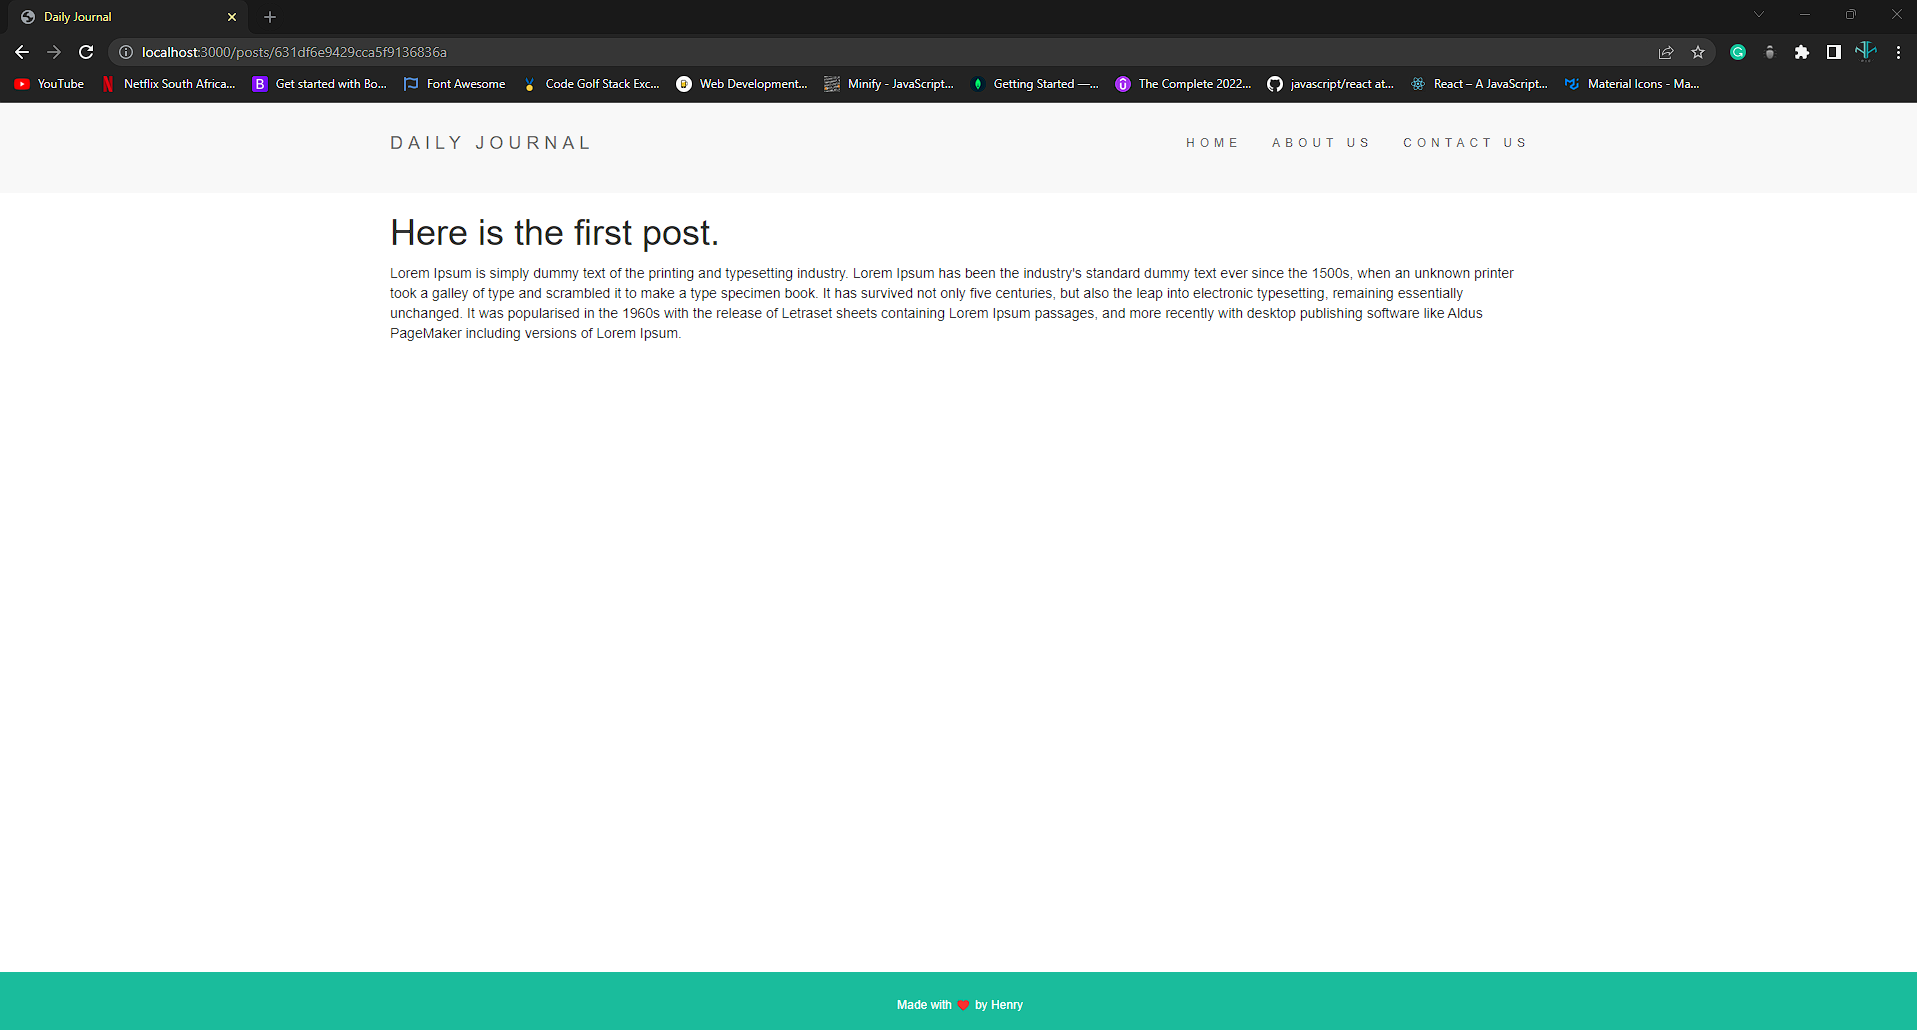 Daily Journal
localhost:3000/posts/631df6e9429cca5f9136836a
YouTube Netflix South Africa... Get started with Bo... Font Awesome Code Golf Stack Exc... Web Development... Minify - JavaScript... Getting Started —... The Complete 2022... javascript/react at... React – A JavaScript... Material Icons - Ma...
DAILY JOURNAL HOME ABOUT US CONTACT US
Here is the first post.
Lorem Ipsum is simply dummy text of the printing and typesetting industry. Lorem Ipsum has been the industry's standard dummy text ever since the 1500s, when an unknown printer
took a galley of type and scrambled it to make a type specimen book. It has survived not only five centuries, but also the leap into electronic typesetting, remaining essentially
unchanged. It was popularised in the 1960s with the release of Letraset sheets containing Lorem Ipsum passages, and more recently with desktop publishing software like Aldus
PageMaker including versions of Lorem Ipsum.
Made with ❤️ by Henry